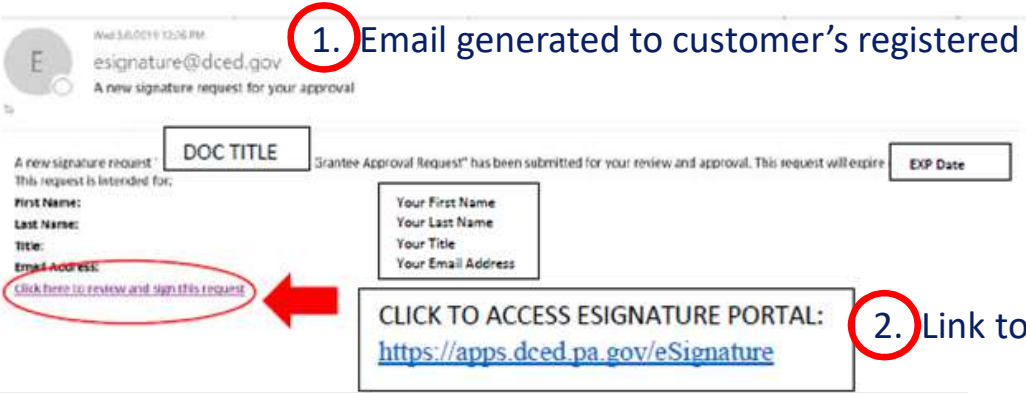 1. Email generated to customer's registered
Wed 3/6/2019 12:06 PM
E
esignature@dced.gov
A new signature request for your approval
To
A new signature request " DOC TITLE Grantee Approval Request" has been submitted for your review and approval. This request will expire EXP Date
This request is intended for:
First Name: Your First Name
Last Name: Your Last Name
Title: Your Title
Email Address: Your Email Address
Click here to review and sign this request
CLICK TO ACCESS ESIGNATURE PORTAL:
2. Link to
https://apps.dced.pa.gov/eSignature